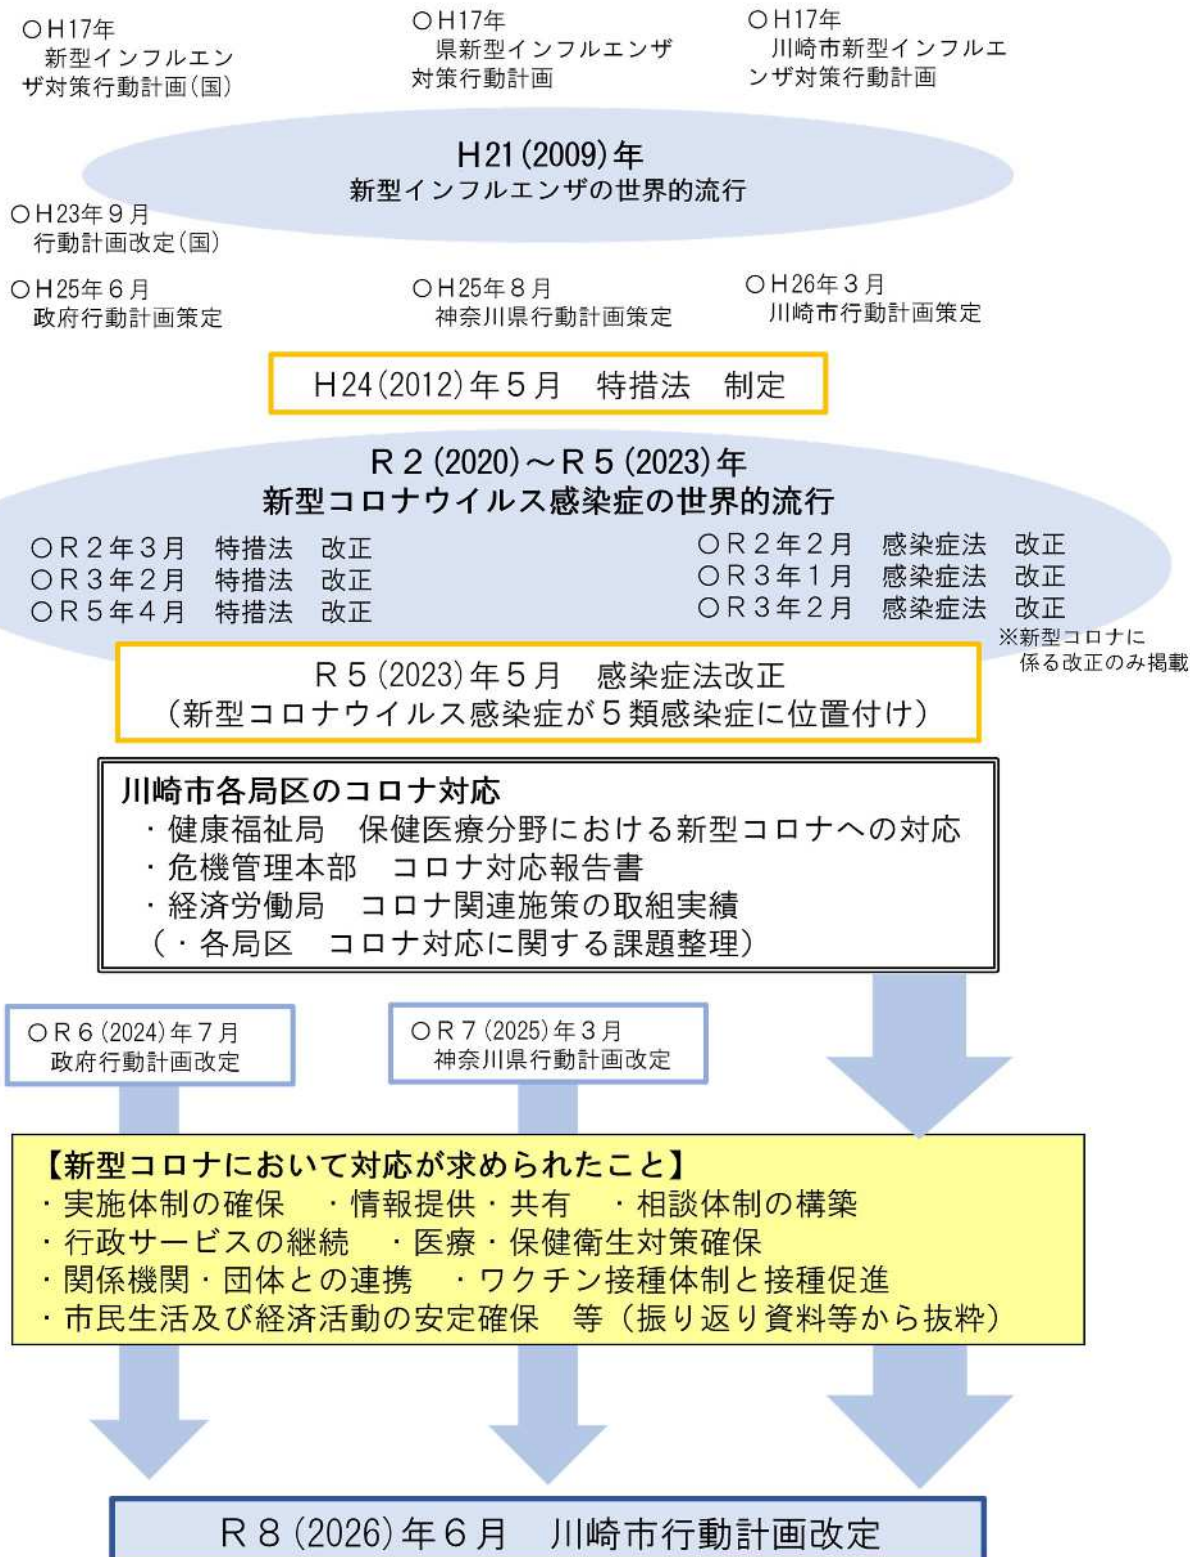 ○H17年
新型インフルエン
ザ対策行動計画(国)
○H17年
県新型インフルエンザ
対策行動計画
○H17年
川崎市新型インフルエ
ンザ対策行動計画
H21(2009)年
新型インフルエンザの世界的流行
○H23年9月
行動計画改定(国)
○H25年6月
政府行動計画策定
○H25年8月
神奈川県行動計画策定
○H26年3月
川崎市行動計画策定
H24(2012)年5月 特措法 制定
R2(2020)～R5(2023)年
新型コロナウイルス感染症の世界的流行
○R2年3月 特措法 改正
○R3年2月 特措法 改正
○R5年4月 特措法 改正
○R2年2月 感染症法 改正
○R3年1月 感染症法 改正
○R3年2月 感染症法 改正
※新型コロナに
係る改正のみ掲載
R5(2023)年5月 感染症法改正
(新型コロナウイルス感染症が5類感染症に位置付け)
川崎市各局区のコロナ対応
・健康福祉局 保健医療分野における新型コロナへの対応
・危機管理本部 コロナ対応報告書
・経済労働局 コロナ関連施策の取組実績
(・各局区 コロナ対応に関する課題整理)
○R6(2024)年7月
政府行動計画改定
○R7(2025)年3月
神奈川県行動計画改定
【新型コロナにおいて対応が求められたこと】
・実施体制の確保 ・情報提供・共有 ・相談体制の構築
・行政サービスの継続 ・医療・保健衛生対策確保
・関係機関・団体との連携 ・ワクチン接種体制と接種促進
・市民生活及び経済活動の安定確保 等(振り返り資料等から抜粋)
R8(2026)年6月 川崎市行動計画改定